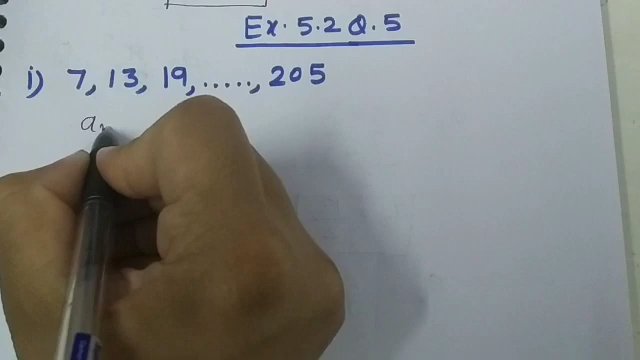 Ex. 5.2 Q.5
i) 7, 13, 19, ....., 205
a